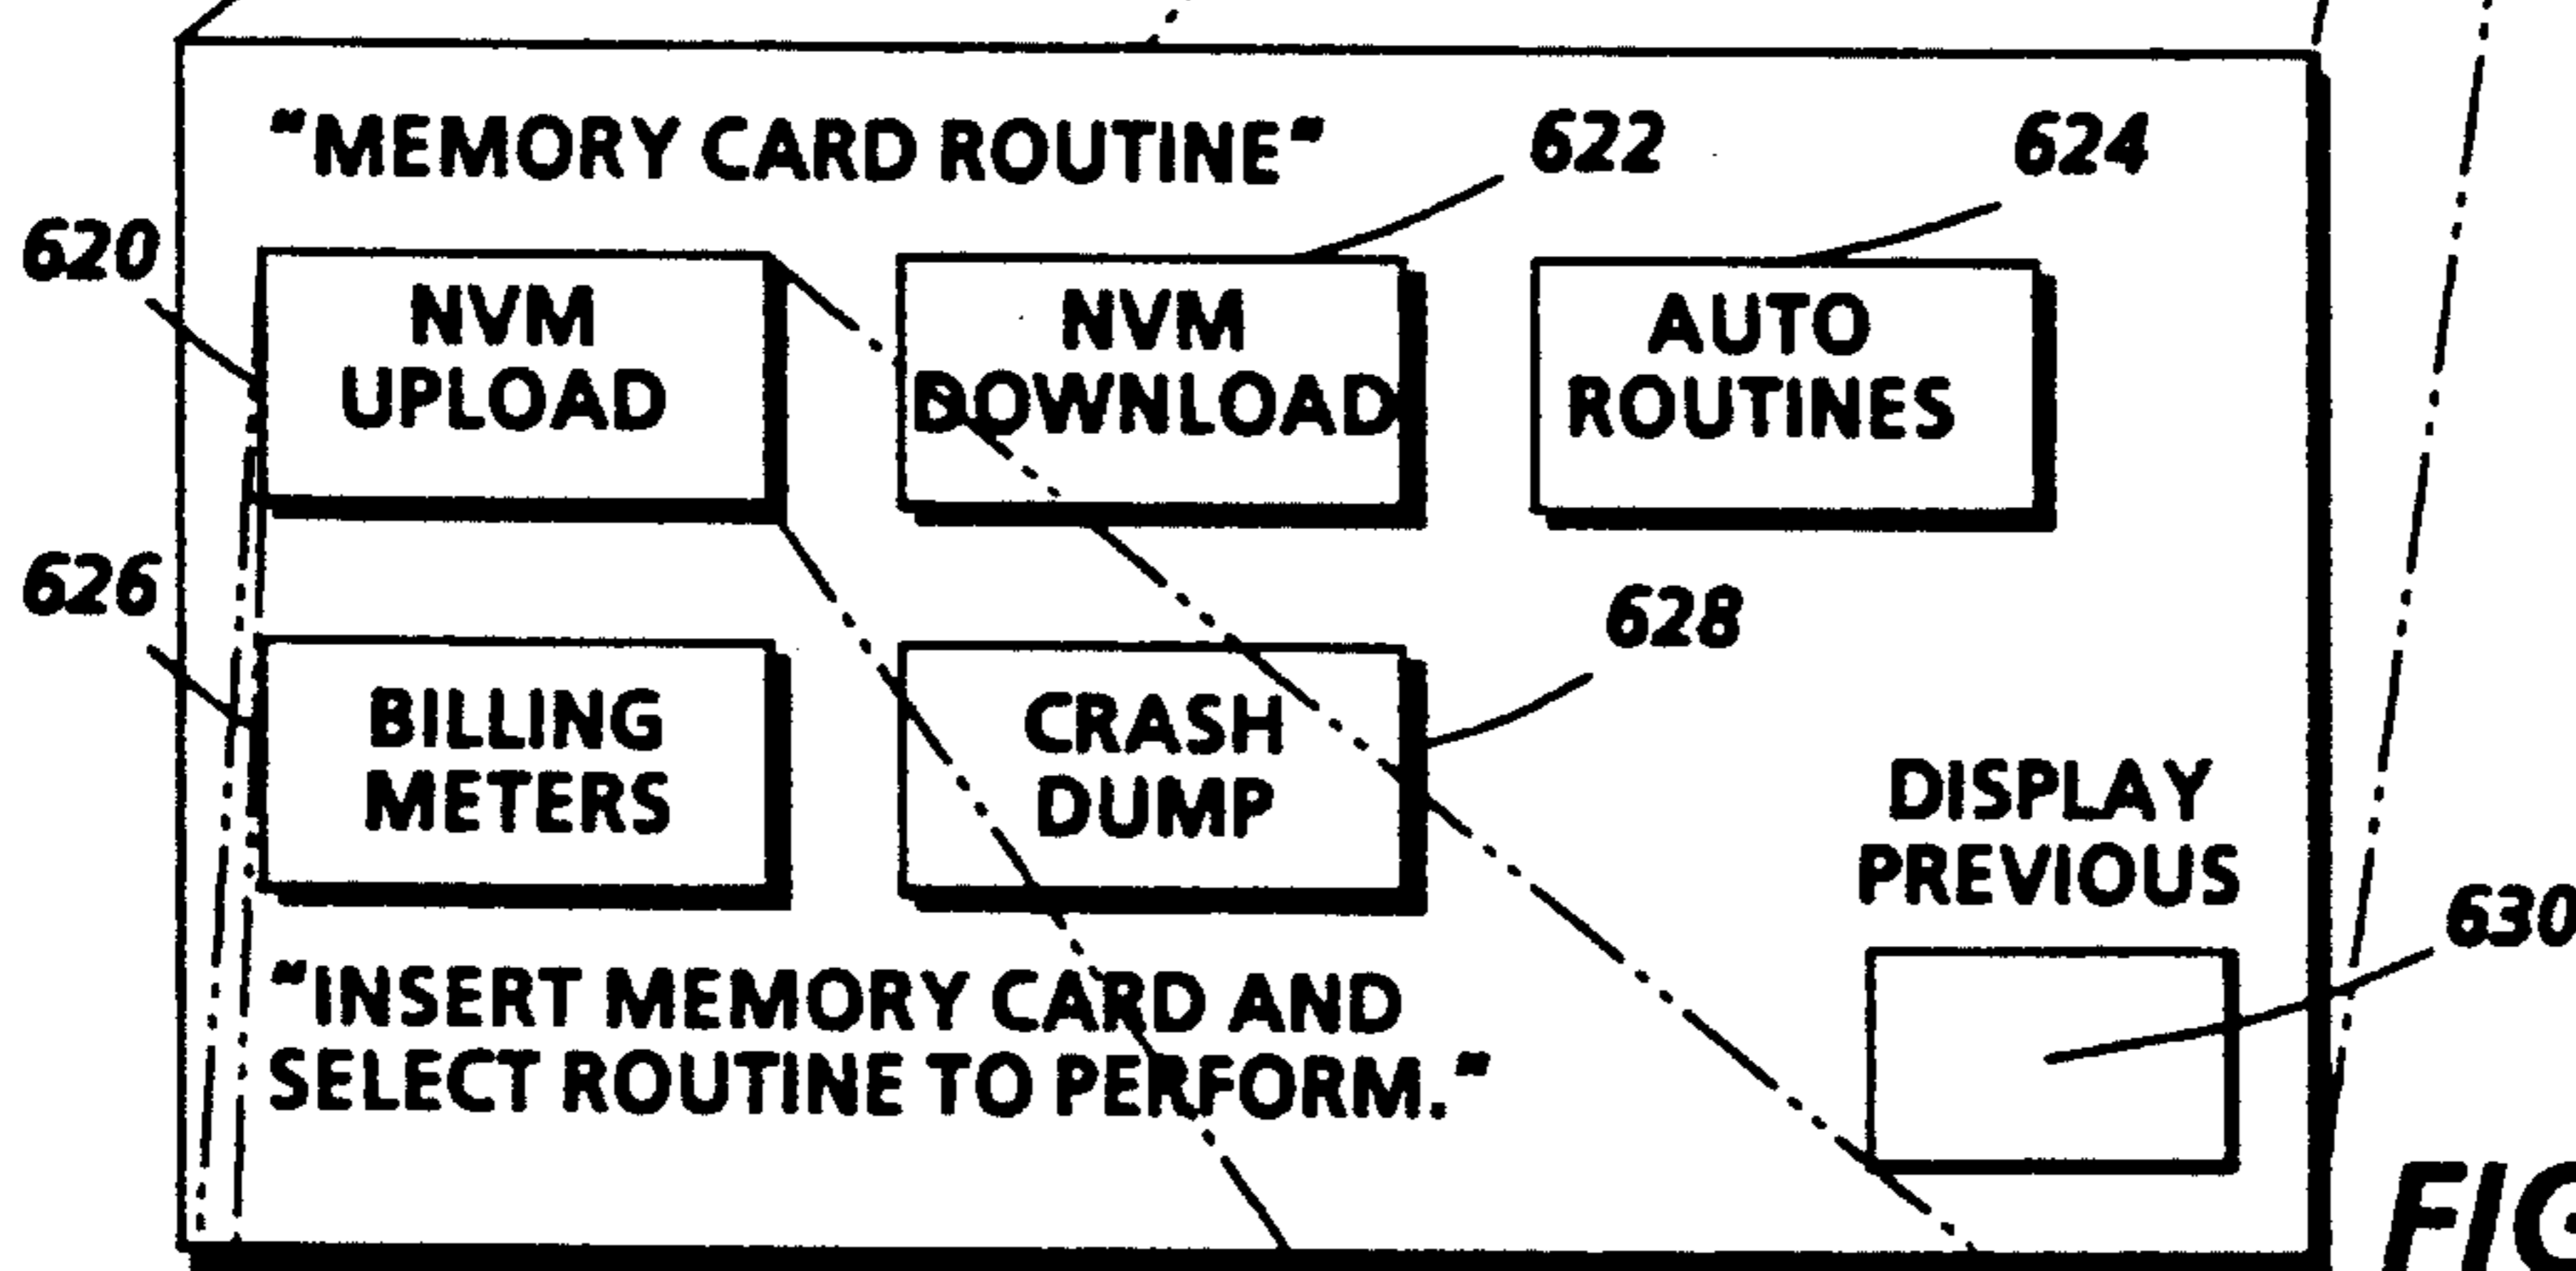 "MEMORY CARD ROUTINE"
622
624
620
NVM
UPLOAD
NVM
DOWNLOAD
AUTO
ROUTINES
626
628
BILLING
METERS
CRASH
DUMP
DISPLAY
PREVIOUS
630
"INSERT MEMORY CARD AND
SELECT ROUTINE TO PERFORM."
FIG